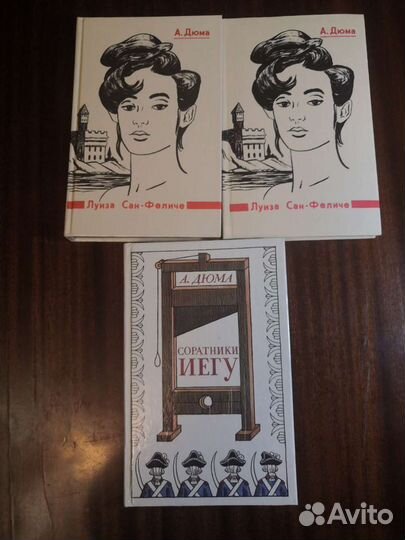 А. Дюма
Луиза Сан-Феличе
А. Дюма
Луиза Сан-Феличе
А. ДЮМА
СОРАТНИКИ
ИЕГУ
Avito